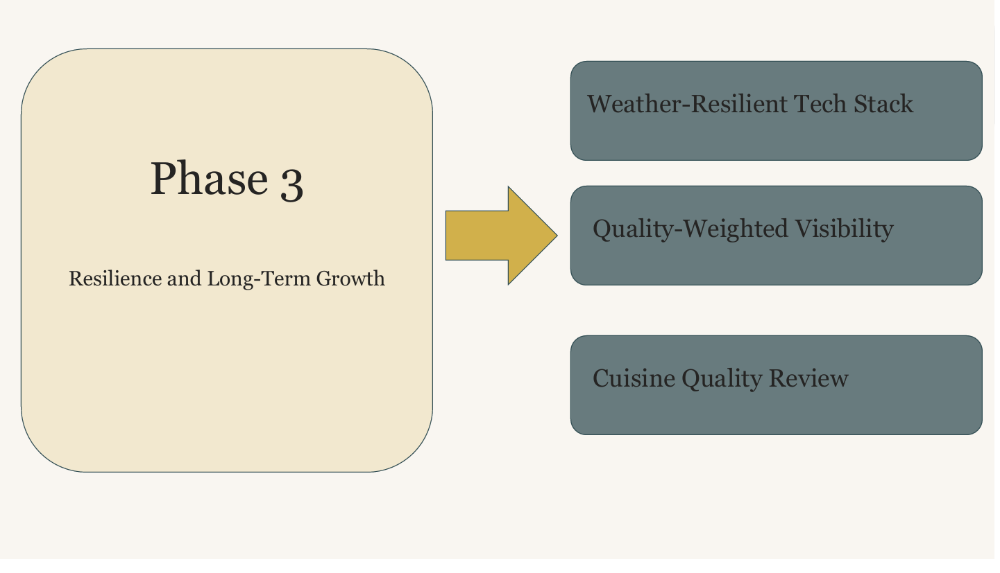 Phase 3
Resilience and Long-Term Growth
Weather-Resilient Tech Stack
Quality-Weighted Visibility
Cuisine Quality Review